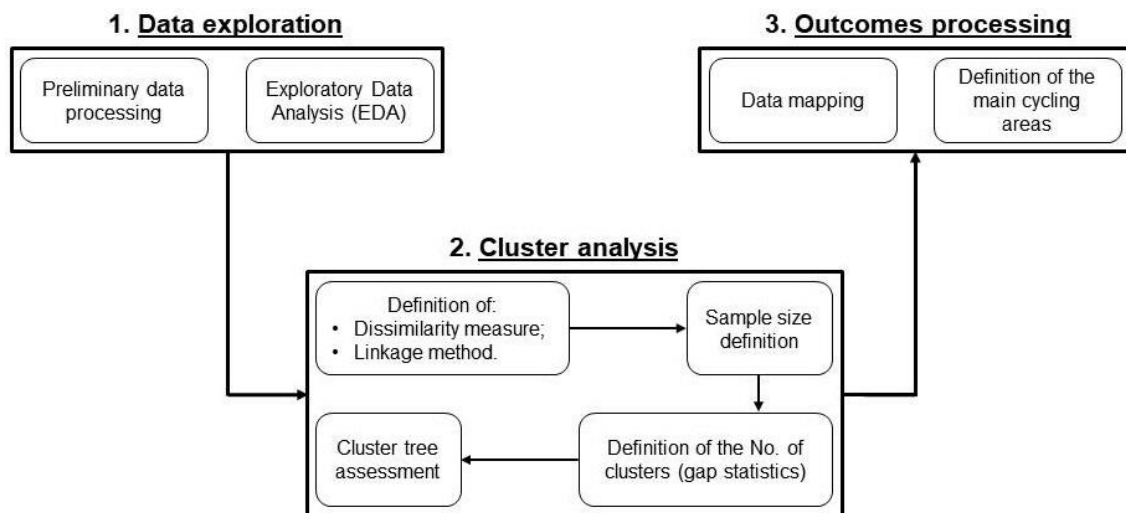 1. Data exploration
Preliminary data
processing
Exploratory Data
Analysis (EDA)
3. Outcomes processing
Data mapping
Definition of the
main cycling
areas
2. Cluster analysis
Definition of:
• Dissimilarity measure;
• Linkage method.
Sample size
definition
Definition of the No. of
clusters (gap statistics)
Cluster tree
assessment